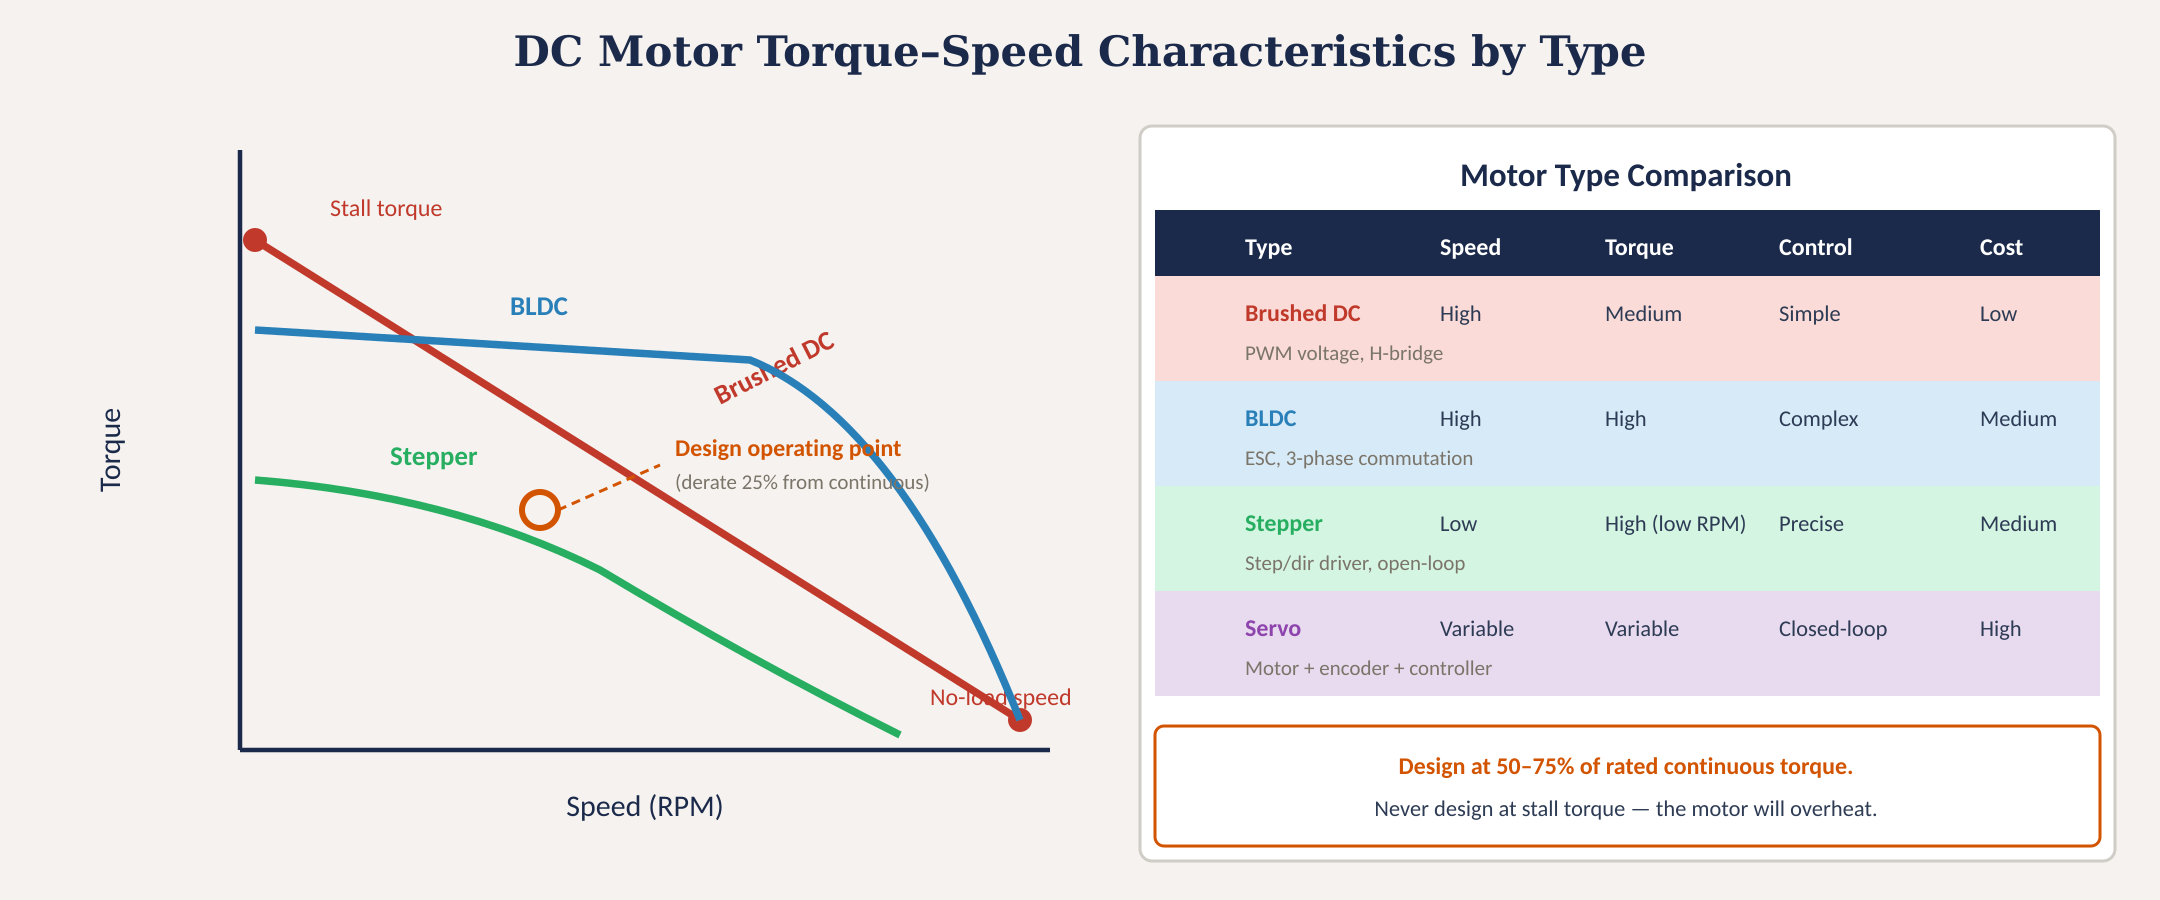 DC Motor Torque–Speed Characteristics by Type
Stall torque
BLDC
Brushed DC
Design operating point
(derate 25% from continuous)
Stepper
No-load speed
Torque
Speed (RPM)
Motor Type Comparison
Type Speed Torque Control Cost
Brushed DC High Medium Simple Low
PWM voltage, H-bridge
BLDC High High Complex Medium
ESC, 3-phase commutation
Stepper Low High (low RPM) Precise Medium
Step/dir driver, open-loop
Servo Variable Variable Closed-loop High
Motor + encoder + controller
Design at 50–75% of rated continuous torque.
Never design at stall torque — the motor will overheat.